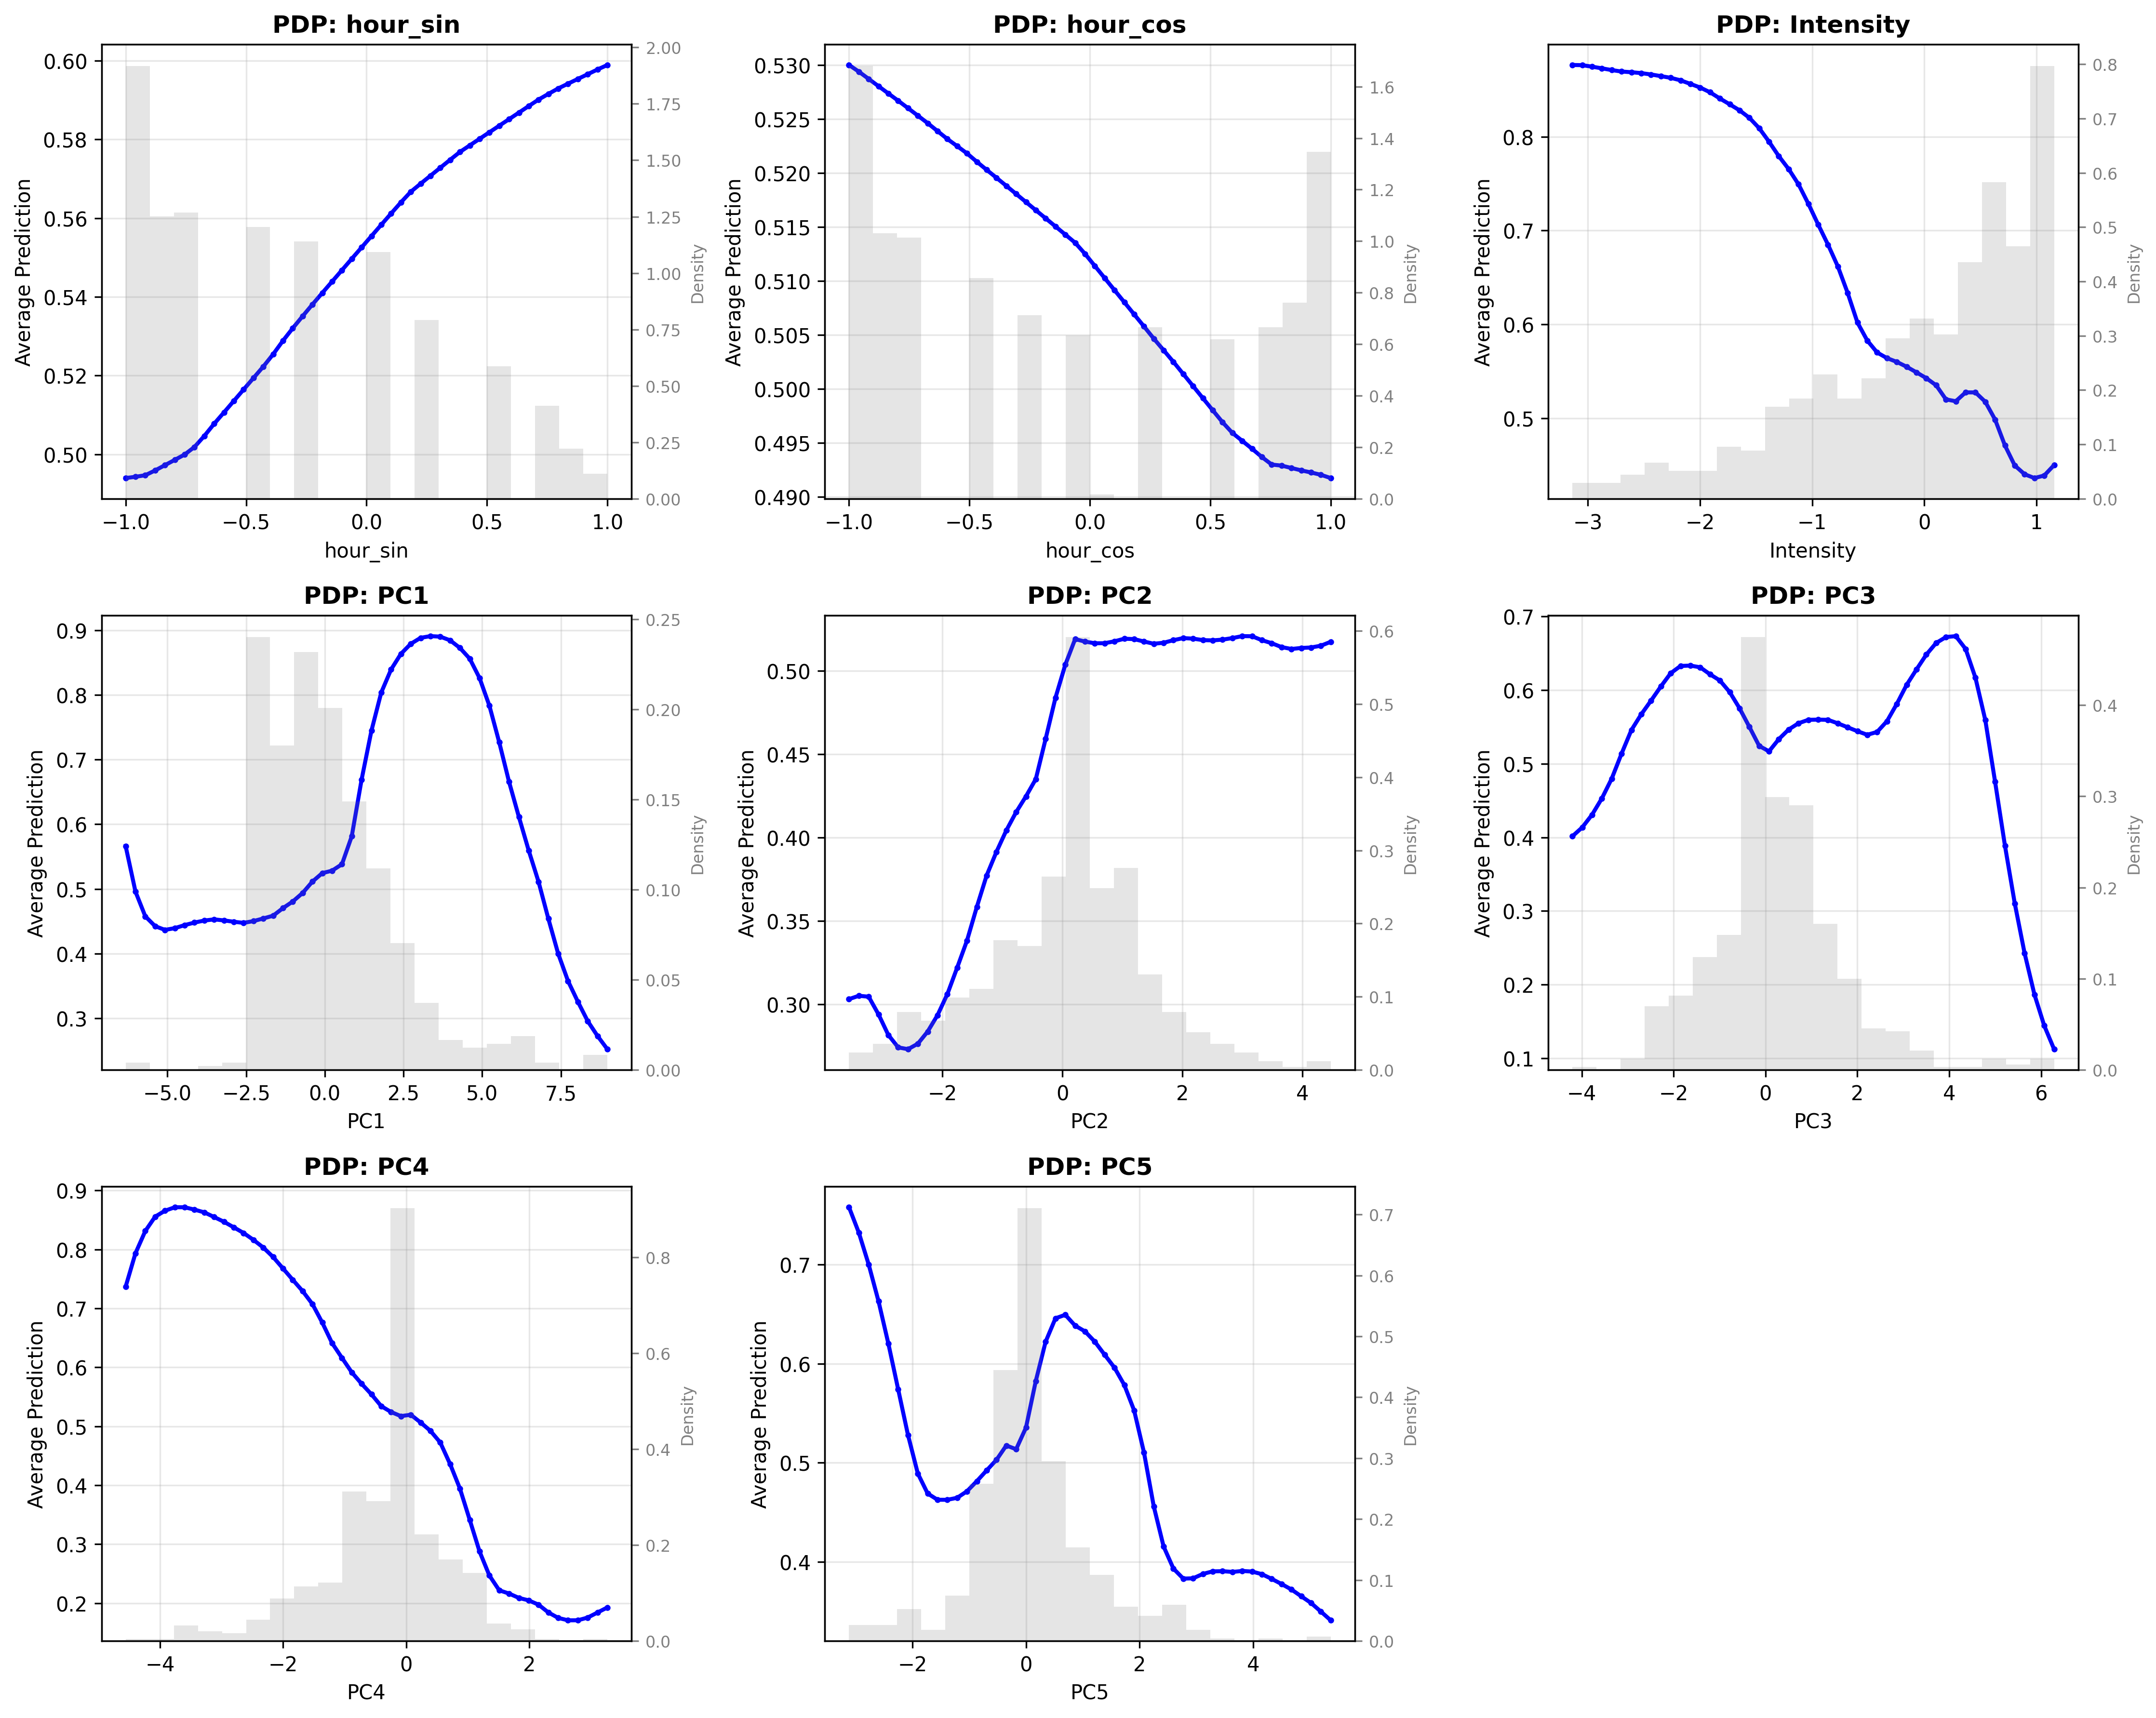 PDP: hour_sin
0.60
0.58
0.56
0.54
0.52
0.50
Average Prediction
2.00
1.75
1.50
1.25
1.00
0.75
0.50
0.25
0.00
Density
−1.0 −0.5 0.0 0.5 1.0
hour_sin
PDP: hour_cos
0.530
0.525
0.520
0.515
0.510
0.505
0.500
0.495
0.490
Average Prediction
1.6
1.4
1.2
1.0
0.8
0.6
0.4
0.2
0.0
Density
−1.0 −0.5 0.0 0.5 1.0
hour_cos
PDP: Intensity
0.8
0.7
0.6
0.5
Average Prediction
0.8
0.7
0.6
0.5
0.4
0.3
0.2
0.1
0.0
Density
−3 −2 −1 0 1
Intensity
PDP: PC1
0.9
0.8
0.7
0.6
0.5
0.4
0.3
Average Prediction
0.25
0.20
0.15
0.10
0.05
0.00
Density
−5.0 −2.5 0.0 2.5 5.0 7.5
PC1
PDP: PC2
0.50
0.45
0.40
0.35
0.30
Average Prediction
0.6
0.5
0.4
0.3
0.2
0.1
0.0
Density
−2 0 2 4
PC2
PDP: PC3
0.7
0.6
0.5
0.4
0.3
0.2
0.1
Average Prediction
0.4
0.3
0.2
0.1
0.0
Density
−4 −2 0 2 4 6
PC3
PDP: PC4
0.9
0.8
0.7
0.6
0.5
0.4
0.3
0.2
Average Prediction
0.8
0.6
0.4
0.2
0.0
Density
−4 −2 0 2
PC4
PDP: PC5
0.7
0.6
0.5
0.4
Average Prediction
0.7
0.6
0.5
0.4
0.3
0.2
0.1
0.0
Density
−2 0 2 4
PC5